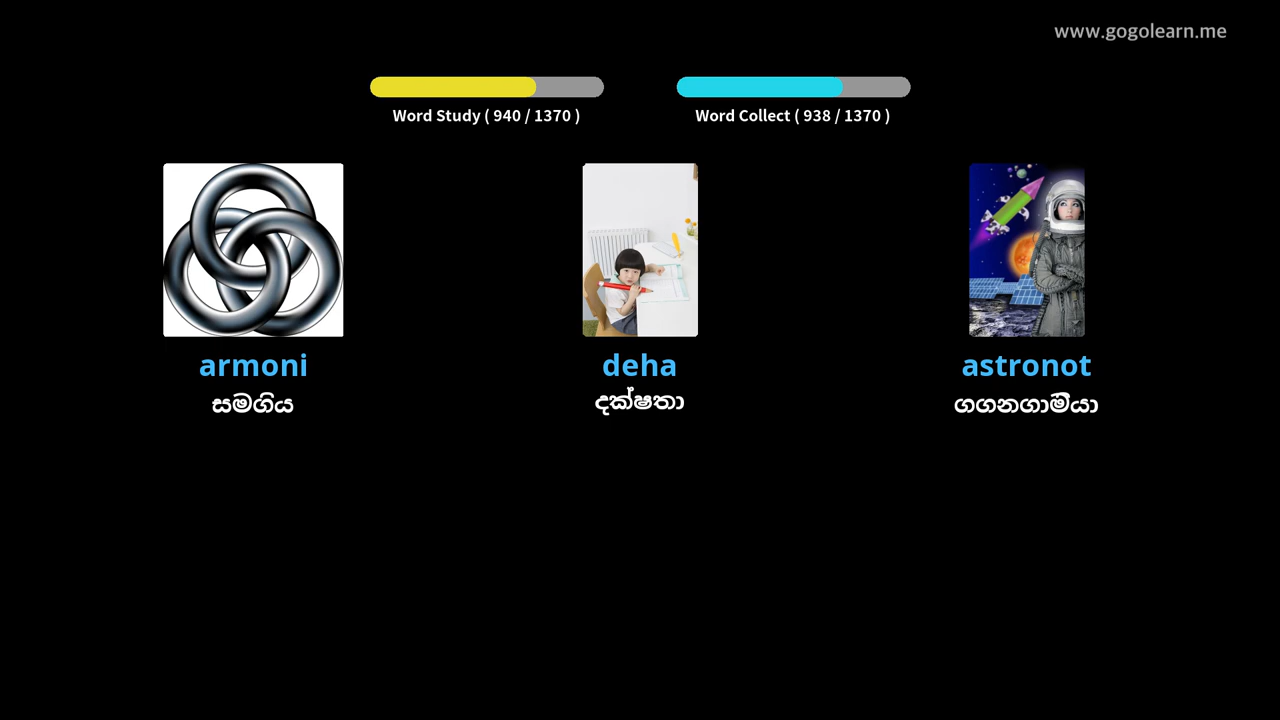 www.gogolearn.me
Word Study ( 940 / 1370 )
Word Collect ( 938 / 1370 )
armoni
සමගිය
deha
දක්ෂතා
astronot
ගගනගාමියා